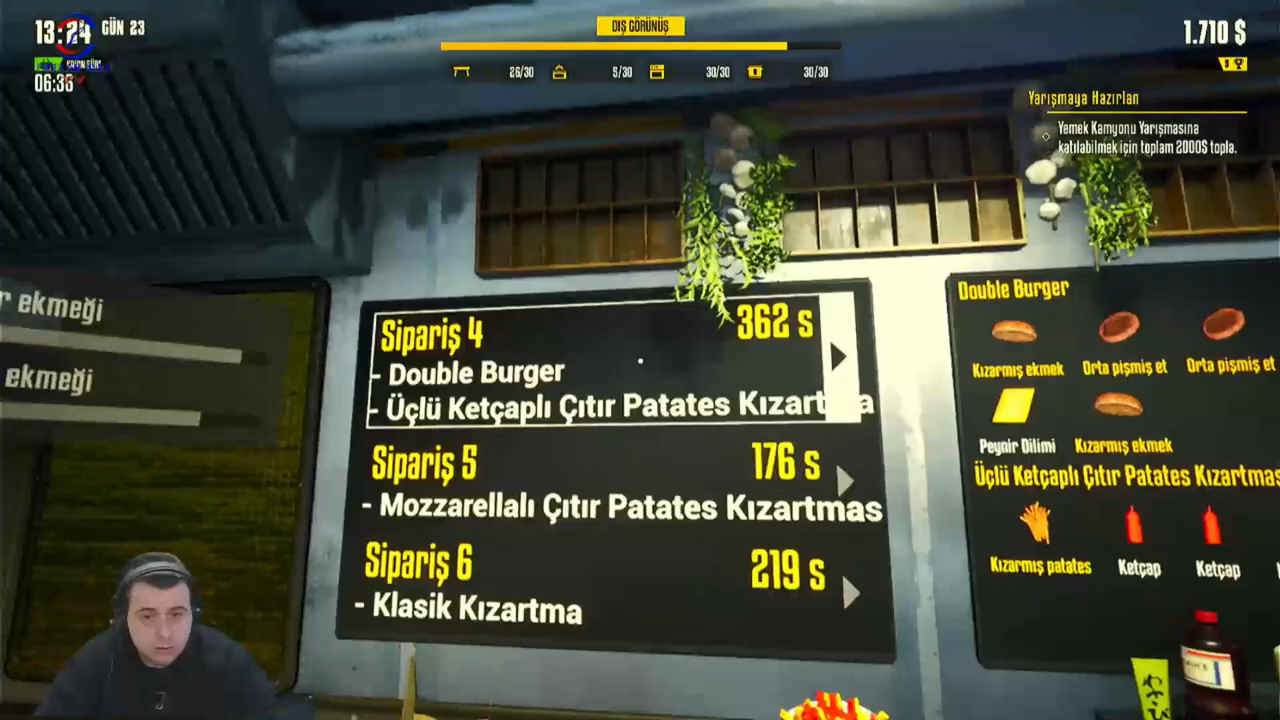 13:24 GÜN 23
06:38
DIŞ GÖRÜNÜŞ
26/30 5/30 30/30 30/30
1.710 $
Yarışmaya Hazırlan
Yemek Kamyonu Yarışmasına
katılabilmek için toplam 2000$ topla.
r ekmeği
ekmeği
Sipariş 4 362 s
- Double Burger
- Üçlü Ketçaplı Çıtır Patates Kızart a
Sipariş 5 176 s
- Mozzarellalı Çıtır Patates Kızartmas
Sipariş 6 219 s
- Klasik Kızartma
Double Burger
Kızarmış ekmek Orta pişmiş et Orta pişmiş et
Peynir Dilimi Kızarmış ekmek
Üçlü Ketçaplı Çıtır Patates Kızartmas
Kızarmış patates Ketçap Ketçap